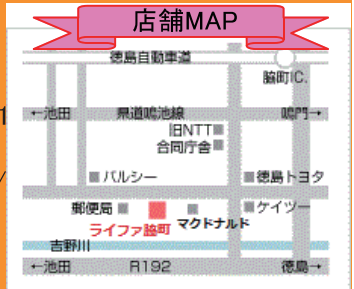 店舗MAP
徳島自動車道
脇町IC.
←池田 県道鳴池線 鳴門→
旧NTT
合同庁舎
パルシー 徳島トヨタ
郵便局 マクドナルド ケイツー
ライファ脇町
吉野川
←池田 R192 徳島→